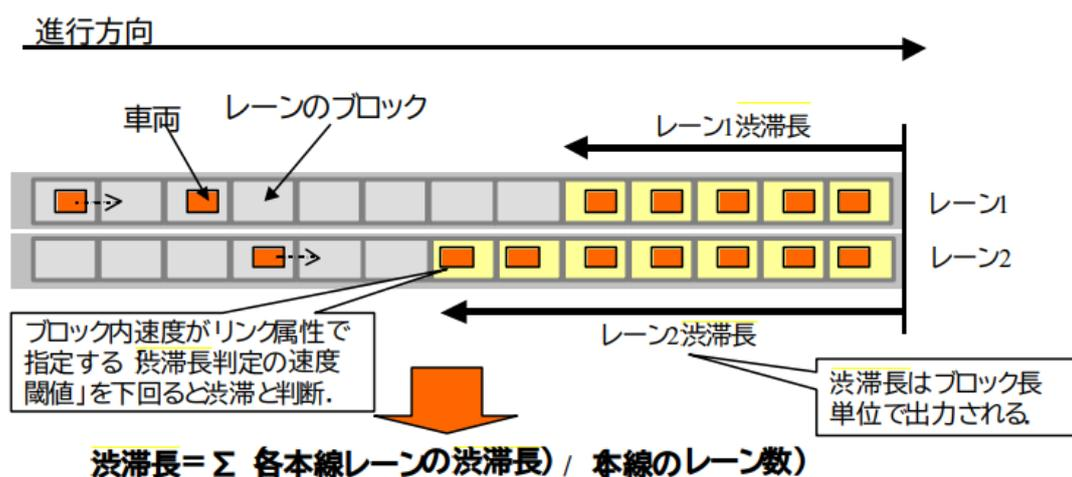 進行方向
車両
レーンのブロック
レーン1渋滞長
レーン1
レーン2
レーン2渋滞長
ブロック内速度がリンク属性で
指定する「渋滞長判定の速度
閾値」を下回ると渋滞と判断.
渋滞長はブロック長
単位で出力される.
渋滞長=Σ(各本線レーンの渋滞長)/(本線のレーン数)